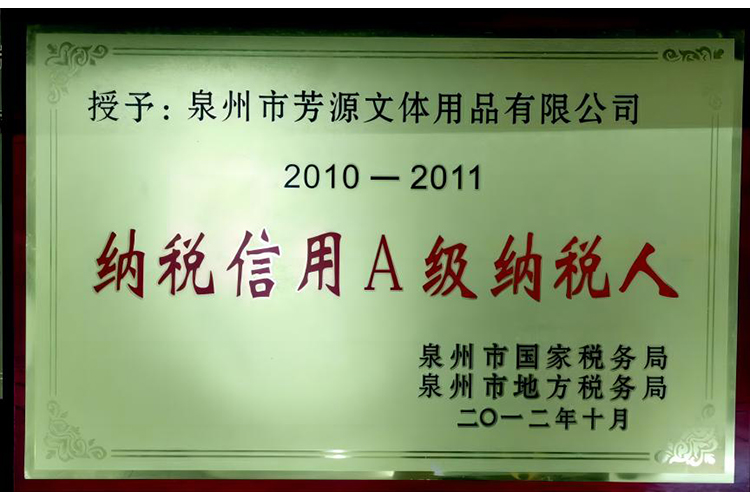 授予：泉州市芳源文体用品有限公司
2010－2011
纳税信用A级纳税人
泉州市国家税务局
泉州市地方税务局
二〇一二年十月